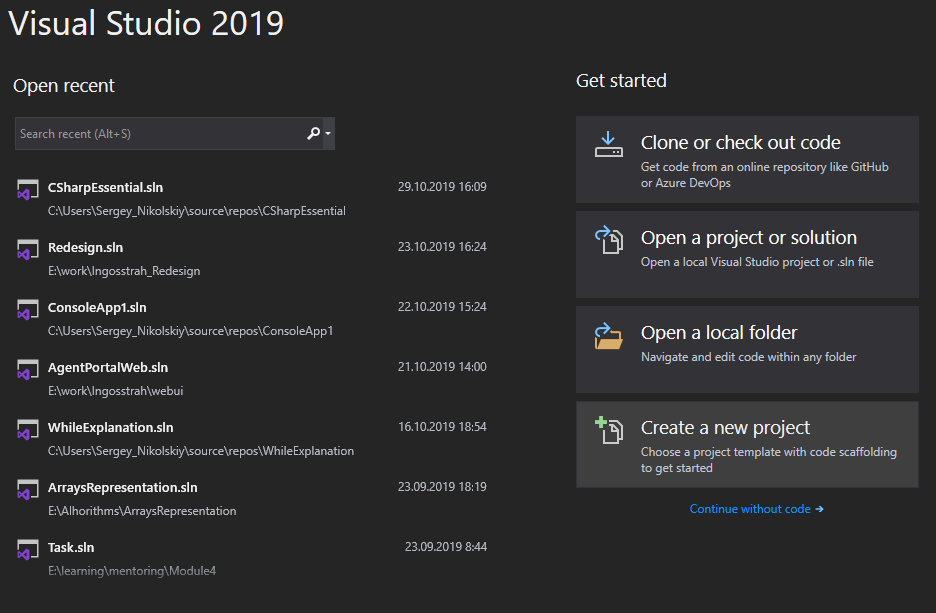 Visual Studio 2019
Open recent
Search recent (Alt+S)
CSharpEssential.sln 29.10.2019 16:09
C:\Users\Sergey_Nikolskiy\source\repos\CSharpEssential
Redesign.sln 23.10.2019 16:24
E:\work\Ingosstrah_Redesign
ConsoleApp1.sln 22.10.2019 15:24
C:\Users\Sergey_Nikolskiy\source\repos\ConsoleApp1
AgentPortalWeb.sln 21.10.2019 14:00
E:\work\Ingosstrah\webui
WhileExplanation.sln 16.10.2019 18:54
C:\Users\Sergey_Nikolskiy\source\repos\WhileExplanation
ArraysRepresentation.sln 23.09.2019 18:19
E:\Alhorithms\ArraysRepresentation
Task.sln 23.09.2019 8:44
E:\learning\mentoring\Module4
Get started
Clone or check out code
Get code from an online repository like GitHub
or Azure DevOps
Open a project or solution
Open a local Visual Studio project or .sln file
Open a local folder
Navigate and edit code within any folder
Create a new project
Choose a project template with code scaffolding
to get started
Continue without code →